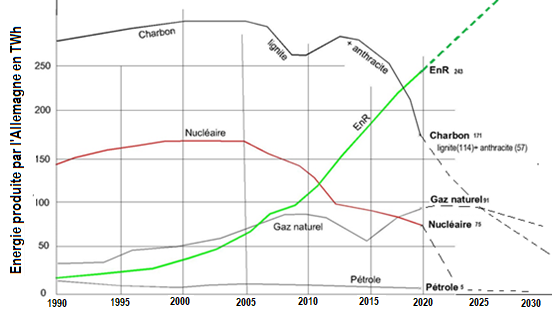 Energie produite par l'Allemagne en TWh
250
200
150
100
50
0
1990
1995
2000
2005
2010
2015
2020
2025
2030
Charbon
lignite
+ anthracite
EnR
EnR 243
Nucléaire
Charbon 171
lignite(114)+ anthracite (57)
Gaz naturel
Gaz naturel 91
Nucléaire 75
Pétrole
Pétrole 5